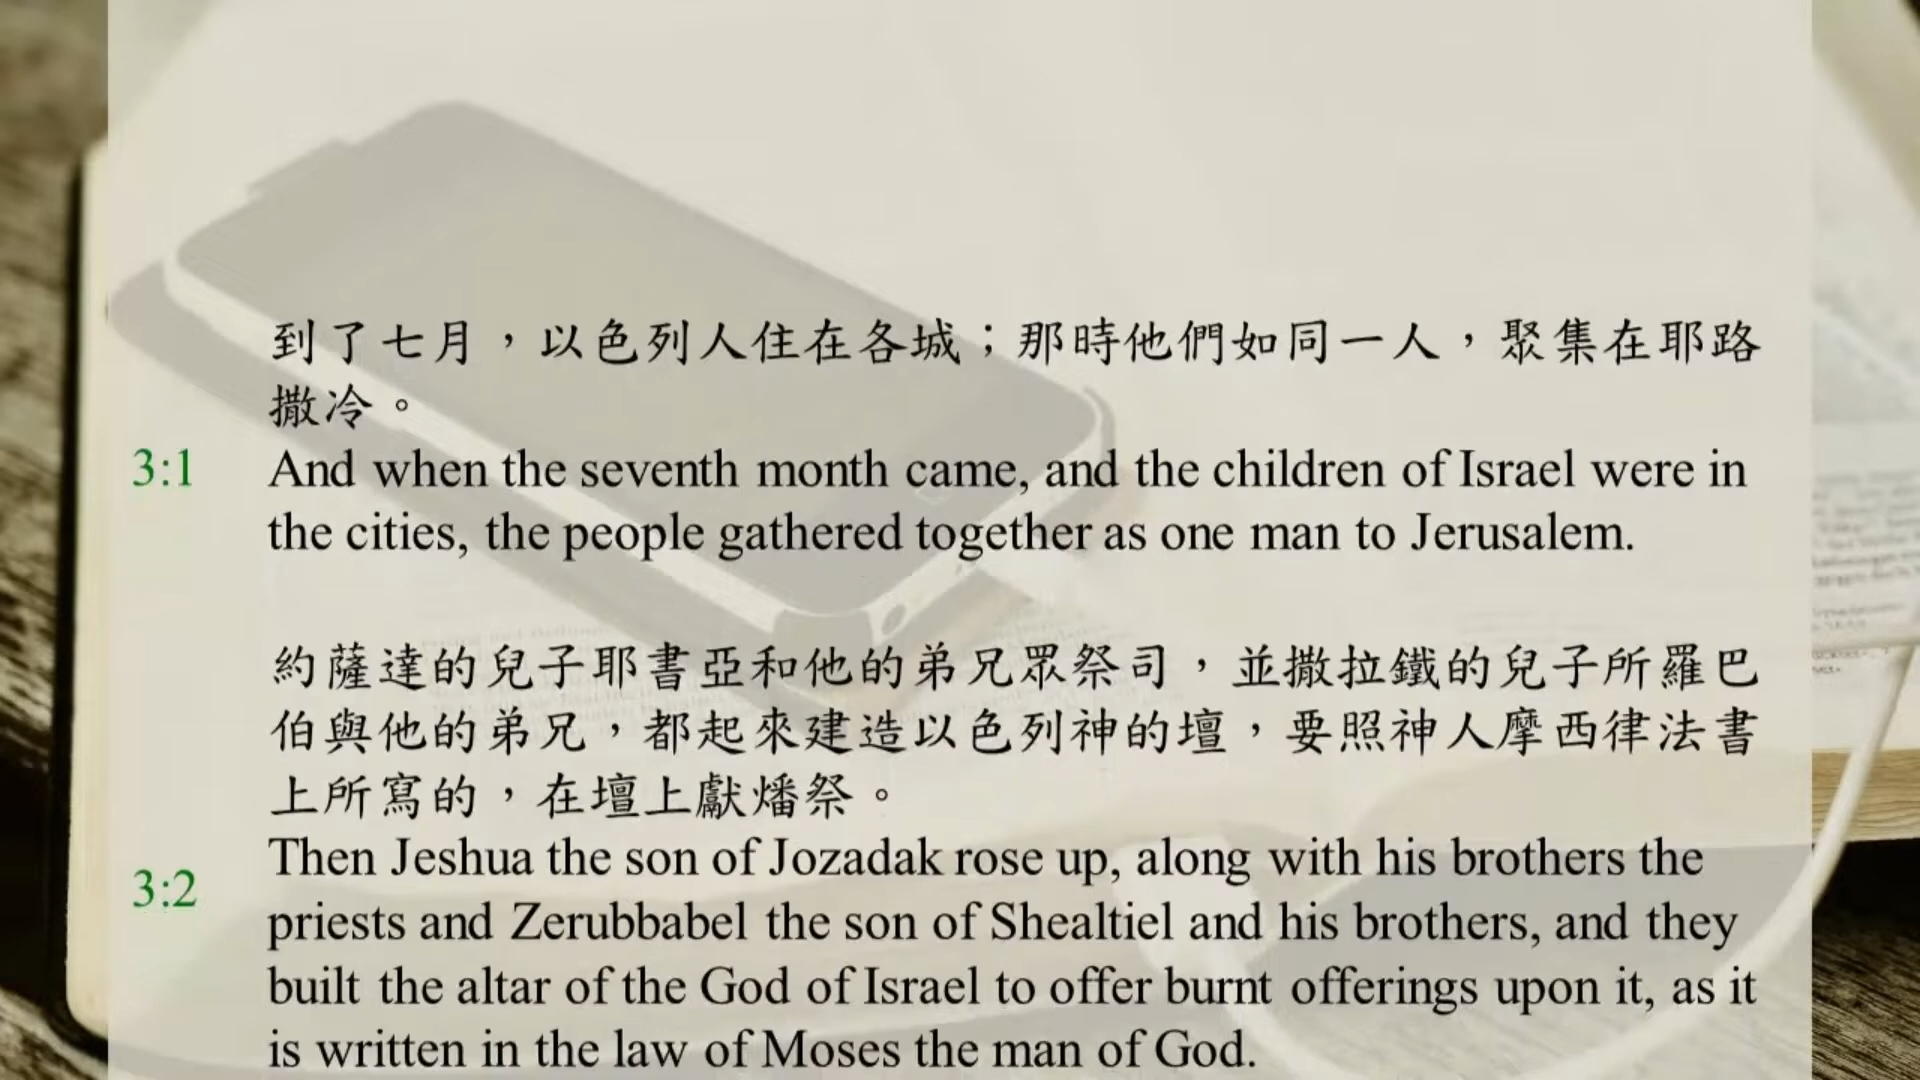 到了七月，以色列人住在各城；那時他們如同一人，聚集在耶路
撒冷。
3:1 And when the seventh month came, and the children of Israel were in
the cities, the people gathered together as one man to Jerusalem.
約薩達的兒子耶書亞和他的弟兄眾祭司，並撒拉鐵的兒子所羅巴
伯與他的弟兄，都起來建造以色列神的壇，要照神人摩西律法書
上所寫的，在壇上獻燔祭。
3:2 Then Jeshua the son of Jozadak rose up, along with his brothers the
priests and Zerubbabel the son of Shealtiel and his brothers, and they
built the altar of the God of Israel to offer burnt offerings upon it, as it
is written in the law of Moses the man of God.